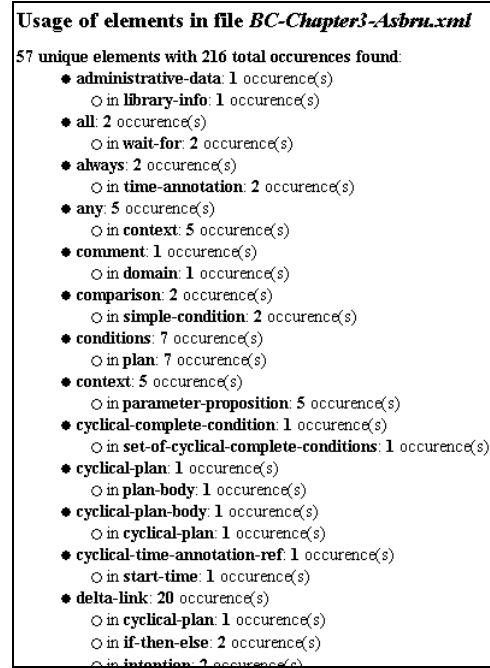 Usage of elements in file BC-Chapter3-Asbru.xml
57 unique elements with 216 total occurences found:
● administrative-data: 1 occurence(s)
○ in library-info: 1 occurence(s)
● all: 2 occurence(s)
○ in wait-for: 2 occurence(s)
● always: 2 occurence(s)
○ in time-annotation: 2 occurence(s)
● any: 5 occurence(s)
○ in context: 5 occurence(s)
● comment: 1 occurence(s)
○ in domain: 1 occurence(s)
● comparison: 2 occurence(s)
○ in simple-condition: 2 occurence(s)
● conditions: 7 occurence(s)
○ in plan: 7 occurence(s)
● context: 5 occurence(s)
○ in parameter-proposition: 5 occurence(s)
● cyclical-complete-condition: 1 occurence(s)
○ in set-of-cyclical-complete-conditions: 1 occurence(s)
● cyclical-plan: 1 occurence(s)
○ in plan-body: 1 occurence(s)
● cyclical-plan-body: 1 occurence(s)
○ in cyclical-plan: 1 occurence(s)
● cyclical-time-annotation-ref: 1 occurence(s)
○ in start-time: 1 occurence(s)
● delta-link: 20 occurence(s)
○ in cyclical-plan: 1 occurence(s)
○ in if-then-else: 2 occurence(s)
○ in intention: 2 occurence(s)